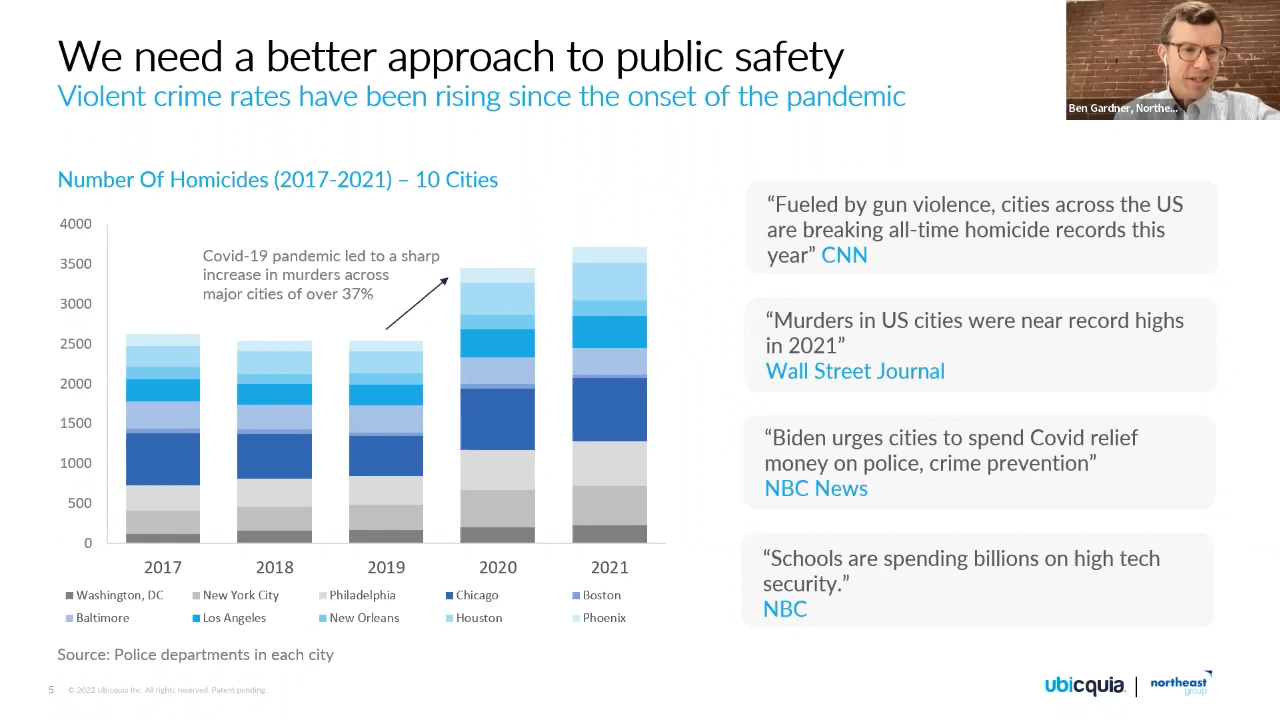 We need a better approach to public safety
Violent crime rates have been rising since the onset of the pandemic
Ben Gardner, Northe...
Number Of Homicides (2017-2021) – 10 Cities
4000
3500
3000
2500
2000
1500
1000
500
0
Covid-19 pandemic led to a sharp
increase in murders across
major cities of over 37%
2017 2018 2019 2020 2021
Washington, DC New York City Philadelphia Chicago Boston
Baltimore Los Angeles New Orleans Houston Phoenix
Source: Police departments in each city
“Fueled by gun violence, cities across the US
are breaking all-time homicide records this
year” CNN
“Murders in US cities were near record highs
in 2021”
Wall Street Journal
“Biden urges cities to spend Covid relief
money on police, crime prevention”
NBC News
“Schools are spending billions on high tech
security.”
NBC
5 © 2022 Ubicquia Inc. All rights reserved. Patent pending.
ubicquia
northeast
group